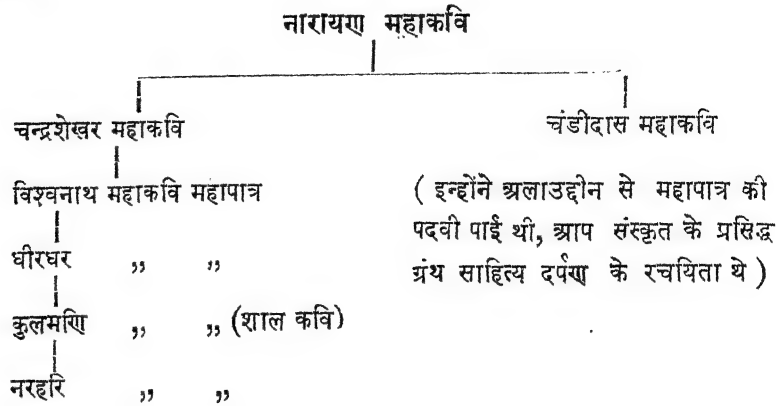 नारायण महाकवि
चन्द्रशेखर महाकवि
चंडीदास महाकवि
विश्वनाथ महाकवि महापात्र
( इन्होंने अलाउद्दीन से महापात्र की
पदवी पाई थी, आप संस्कृत के प्रसिद्ध
ग्रंथ साहित्य दर्पण के रचयिता थे )
धीरधर ,, ,,
कुलमणि ,, ,, (शाल कवि)
नरहरि ,, ,,